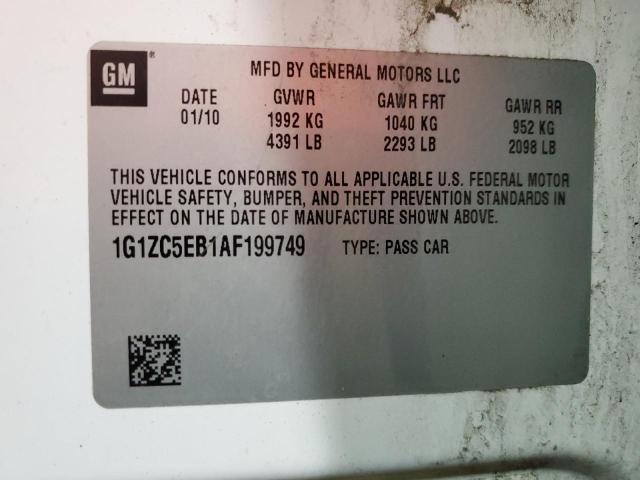 GM
MFD BY GENERAL MOTORS LLC
DATE GVWR GAWR FRT GAWR RR
01/10 1992 KG 1040 KG 952 KG
4391 LB 2293 LB 2098 LB
THIS VEHICLE CONFORMS TO ALL APPLICABLE U.S. FEDERAL MOTOR
VEHICLE SAFETY, BUMPER, AND THEFT PREVENTION STANDARDS IN
EFFECT ON THE DATE OF MANUFACTURE SHOWN ABOVE.
1G1ZC5EB1AF199749 TYPE: PASS CAR